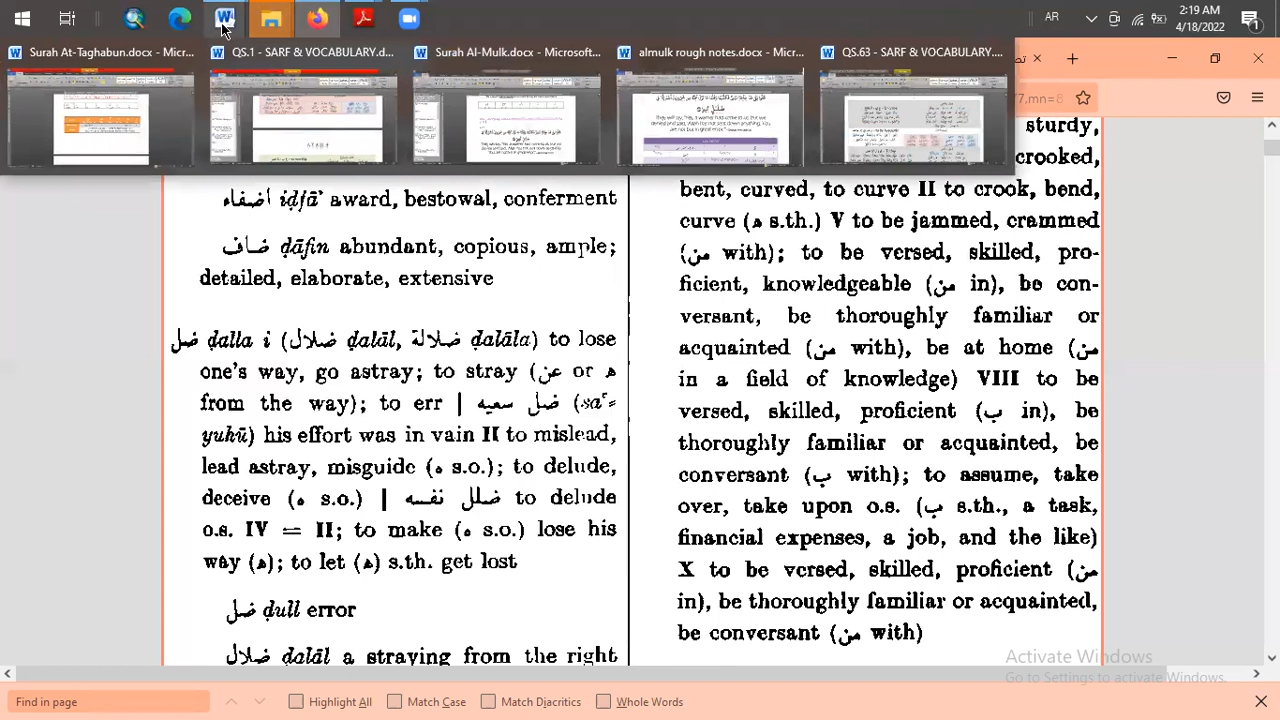 AR
2:19 AM
4/18/2022
1
Surah At-Taghabun.docx - Micr...
QS.1 - SARF & VOCABULARY.d...
Surah Al-Mulk.docx - Microsoft...
almulk rough notes.docx - Micr...
QS.63 - SARF & VOCABULARY....
7,mn=8
اضفاء iḍfā' award, bestowal, conferment
ضاف ḍāfin abundant, copious, ample;
detailed, elaborate, extensive
ضل ḍalla i (ضلال ḍalāl, ضلالة ḍalāla) to lose
one's way, go astray; to stray (عن or ه
from the way); to err | ضل سعيه (sa'-
yuhū) his effort was in vain II to mislead,
lead astray, misguide (ه s.o.); to delude,
deceive (ه s.o.) | ضلل نفسه to delude
o.s. IV = II; to make (ه s.o.) lose his
way (ه); to let (ه) s.th. get lost
ضل ḍull error
ضلال ḍalāl a straying from the right
sturdy,
crooked,
bent, curved, to curve II to crook, bend,
curve (ه s.th.) V to be jammed, crammed
(من with); to be versed, skilled, pro-
ficient, knowledgeable (من in), be con-
versant, be thoroughly familiar or
acquainted (من with), be at home (من
in a field of knowledge) VIII to be
versed, skilled, proficient (ب in), be
thoroughly familiar or acquainted, be
conversant (ب with); to assume, take
over, take upon o.s. (ب s.th., a task,
financial expenses, a job, and the like)
X to be versed, skilled, proficient (من
in), be thoroughly familiar or acquainted,
be conversant (من with)
Activate Windows
Go to Settings to activate Windows.
Find in page
Highlight All
Match Case
Match Diacritics
Whole Words